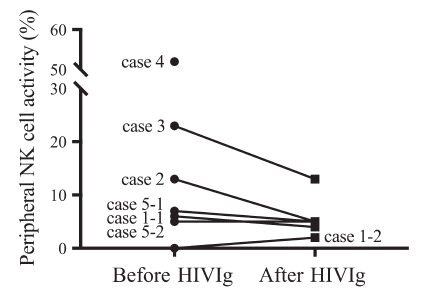 Peripheral NK cell activity (%)
60
50
30
20
10
0
case 4
case 3
case 2
case 5-1
case 1-1
case 5-2
case 1-2
Before HIVIg
After HIVIg